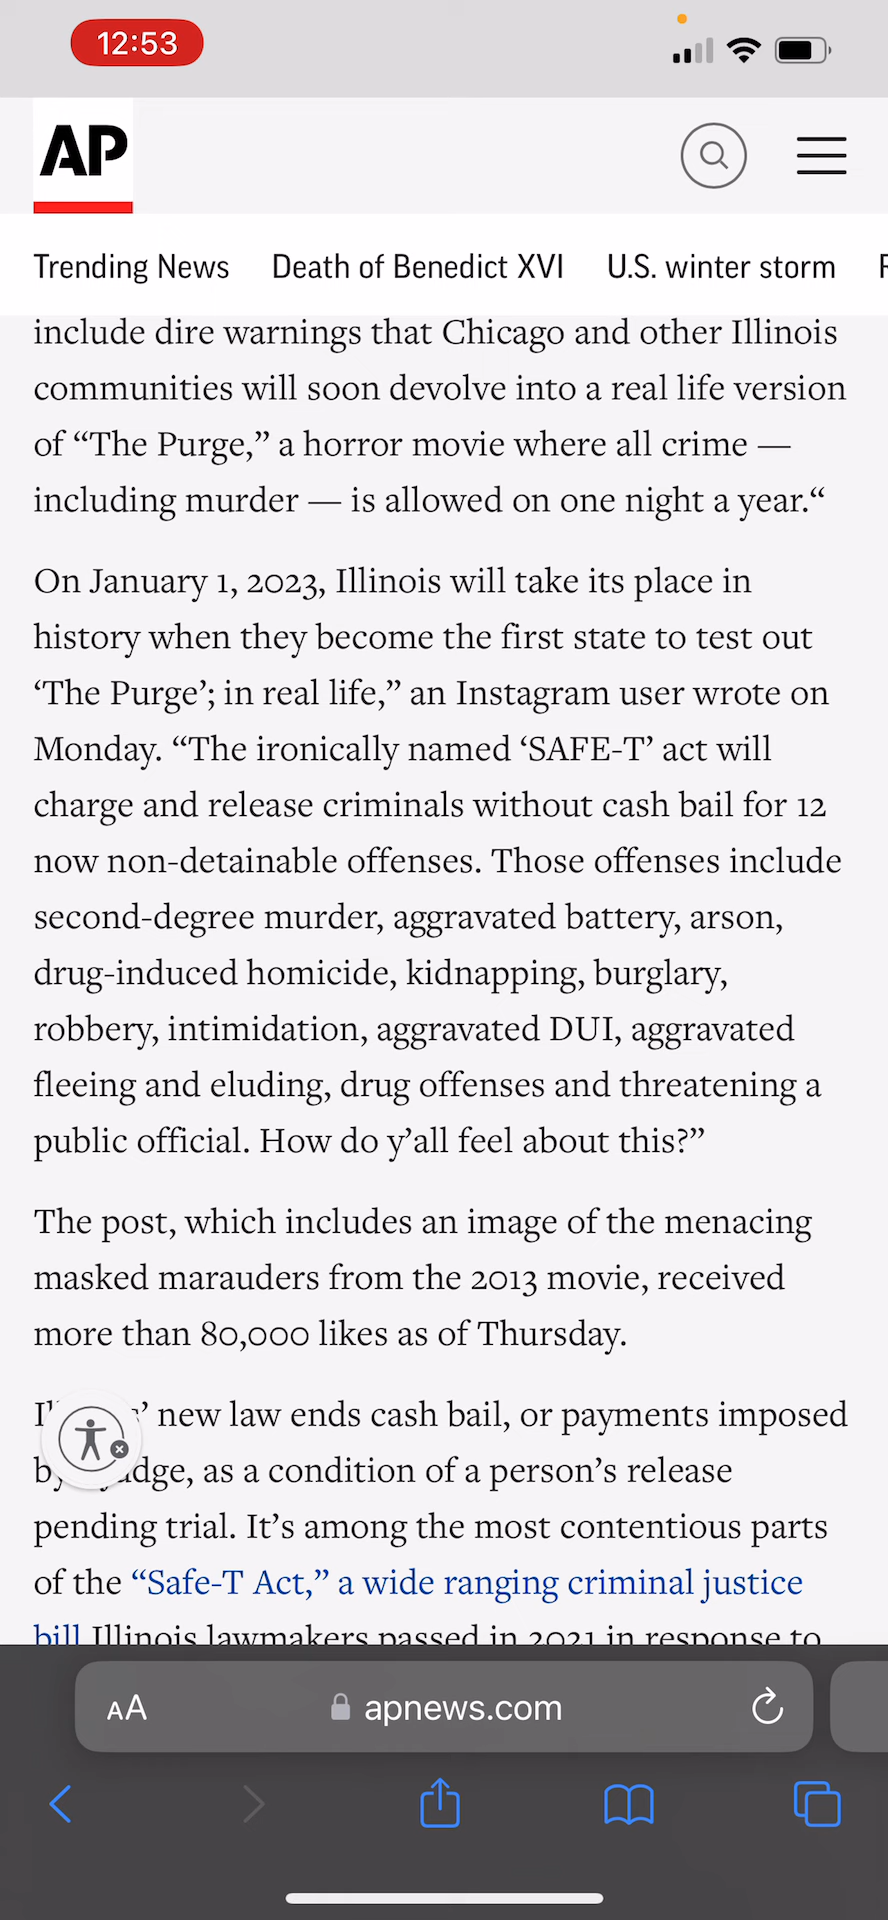 12:53
AP
Trending News Death of Benedict XVI U.S. winter storm
include dire warnings that Chicago and other Illinois
communities will soon devolve into a real life version
of “The Purge,” a horror movie where all crime —
including murder — is allowed on one night a year.“
On January 1, 2023, Illinois will take its place in
history when they become the first state to test out
‘The Purge’; in real life,” an Instagram user wrote on
Monday. “The ironically named ‘SAFE-T’ act will
charge and release criminals without cash bail for 12
now non-detainable offenses. Those offenses include
second-degree murder, aggravated battery, arson,
drug-induced homicide, kidnapping, burglary,
robbery, intimidation, aggravated DUI, aggravated
fleeing and eluding, drug offenses and threatening a
public official. How do y’all feel about this?”
The post, which includes an image of the menacing
masked marauders from the 2013 movie, received
more than 80,000 likes as of Thursday.
new law ends cash bail, or payments imposed
as a condition of a person’s release
pending trial. It’s among the most contentious parts
of the “Safe-T Act,” a wide ranging criminal justice
bill Illinois lawmakers passed in 2021 in response to
AA apnews.com